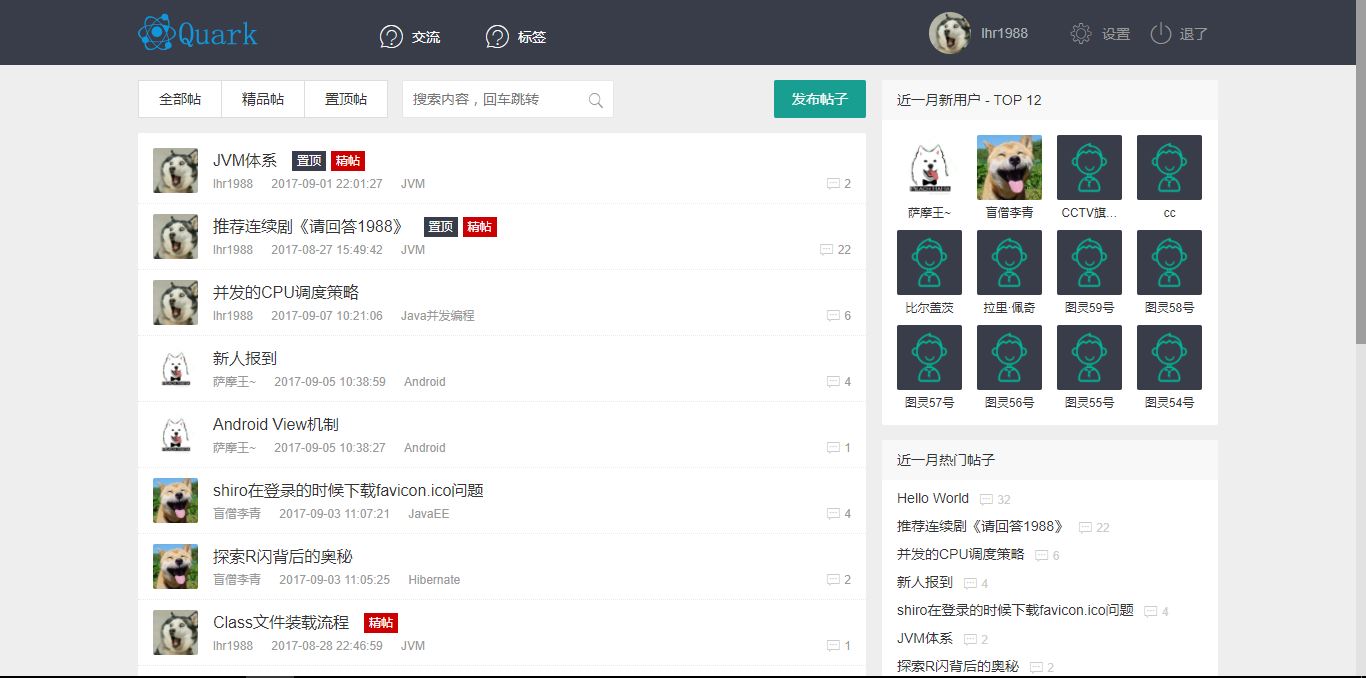 Quark 交流 标签 lhr1988 设置 退了
全部帖 精品帖 置顶帖 搜索内容，回车跳转 发布帖子
JVM体系 置顶 精帖
lhr1988 2017-09-01 22:01:27 JVM 2
推荐连续剧《请回答1988》 置顶 精帖
lhr1988 2017-08-27 15:49:42 JVM 22
并发的CPU调度策略
lhr1988 2017-09-07 10:21:06 Java并发编程 6
新人报到
萨摩王~ 2017-09-05 10:38:59 Android 4
Android View机制
萨摩王~ 2017-09-05 10:38:27 Android 1
shiro在登录的时候下载favicon.ico问题
盲僧李青 2017-09-03 11:07:21 JavaEE 4
探索R闪背后的奥秘
盲僧李青 2017-09-03 11:05:25 Hibernate 2
Class文件装载流程 精帖
lhr1988 2017-08-28 22:46:59 JVM 1
近一月新用户 - TOP 12
萨摩王~ 盲僧李青 CCTV旗... cc
比尔盖茨 拉里·佩奇 图灵59号 图灵58号
图灵57号 图灵56号 图灵55号 图灵54号
近一月热门帖子
Hello World 32
推荐连续剧《请回答1988》 22
并发的CPU调度策略 6
新人报到 4
shiro在登录的时候下载favicon.ico问题 4
JVM体系 2
探索R闪背后的奥秘 2